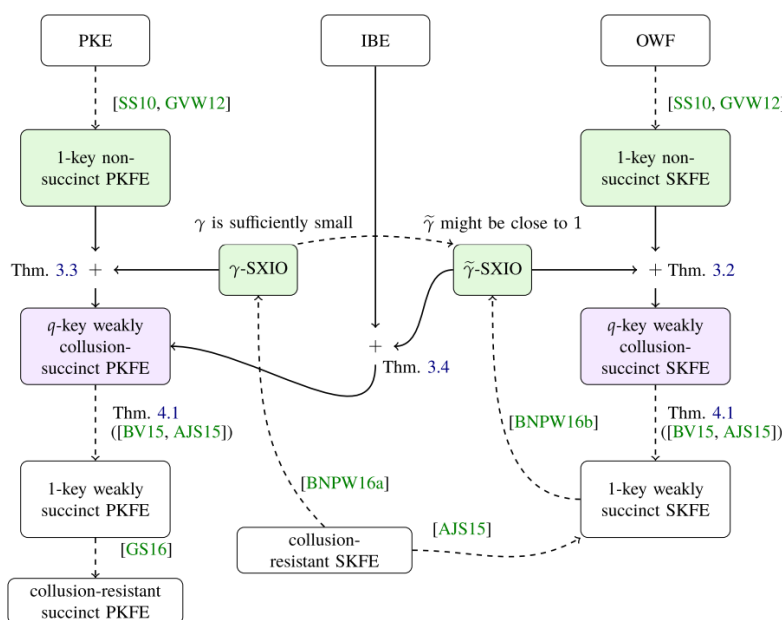 PKE
IBE
OWF
[SS10, GVW12]
[SS10, GVW12]
1-key non-
succinct PKFE
1-key non-
succinct SKFE
γ is sufficiently small
γ̃ might be close to 1
Thm. 3.3 +
γ-SXIO
γ̃-SXIO
+ Thm. 3.2
q-key weakly
collusion-
succinct PKFE
+
Thm. 3.4
q-key weakly
collusion-
succinct SKFE
Thm. 4.1
([BV15, AJS15])
[BNPW16b]
Thm. 4.1
([BV15, AJS15])
1-key weakly
succinct PKFE
[BNPW16a]
1-key weakly
succinct SKFE
[GS16]
collusion-
resistant SKFE
[AJS15]
collusion-resistant
succinct PKFE